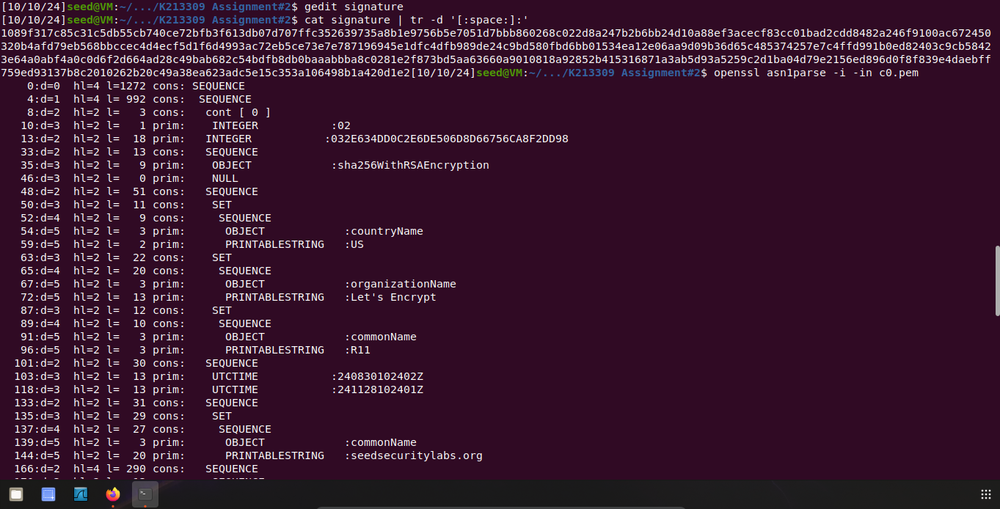 [10/10/24]seed@VM:~/.../K213309 Assignment#2$ gedit signature
[10/10/24]seed@VM:~/.../K213309 Assignment#2$ cat signature | tr -d '[:space:]:'
1089f317c85c31c5db55cb740ce72bfb3f613db07d707ffc352639735a8b1e9756b5e7051d7bbb860268c022d8a247b2b6bb24d10a88ef3acecf83cc01bad2cdd8482a246f9100ac672450
320b4afd79eb568bbccec4d4ecf5d1f6d4993ac72eb5ce73e7e787196945e1dfc4dfb989de24c9bd580fbd6bb01534ea12e06aa9d09b36d65c485374257e7c4ffd991b0ed82403c9cb5842
3e64a0abf4a0c0d6f2d664ad28c49bab682c54bdfb8db0baaabbba8c0281e2f873bd5aa63660a9010818a92852b415316871a3ab5d93a5259c2d1ba04d79e2156ed896d0f8f839e4daebff
759ed93137b8c2010262b20c49a38ea623adc5e15c353a106498b1a420d1e2[10/10/24]seed@VM:~/.../K213309 Assignment#2$ openssl asn1parse -i -in c0.pem
    0:d=0  hl=4 l=1272 cons: SEQUENCE
    4:d=1  hl=4 l= 992 cons:  SEQUENCE
    8:d=2  hl=2 l=   3 cons:   cont [ 0 ]
   10:d=3  hl=2 l=   1 prim:    INTEGER           :02
   13:d=2  hl=2 l=  18 prim:   INTEGER           :032E634DD0C2E6DE506D8D66756CA8F2DD98
   33:d=2  hl=2 l=  13 cons:   SEQUENCE
   35:d=3  hl=2 l=   9 prim:    OBJECT            :sha256WithRSAEncryption
   46:d=3  hl=2 l=   0 prim:    NULL
   48:d=2  hl=2 l=  51 cons:   SEQUENCE
   50:d=3  hl=2 l=  11 cons:    SET
   52:d=4  hl=2 l=   9 cons:     SEQUENCE
   54:d=5  hl=2 l=   3 prim:      OBJECT            :countryName
   59:d=5  hl=2 l=   2 prim:      PRINTABLESTRING   :US
   63:d=3  hl=2 l=  22 cons:    SET
   65:d=4  hl=2 l=  20 cons:     SEQUENCE
   67:d=5  hl=2 l=   3 prim:      OBJECT            :organizationName
   72:d=5  hl=2 l=  13 prim:      PRINTABLESTRING   :Let's Encrypt
   87:d=3  hl=2 l=  12 cons:    SET
   89:d=4  hl=2 l=  10 cons:     SEQUENCE
   91:d=5  hl=2 l=   3 prim:      OBJECT            :commonName
   96:d=5  hl=2 l=   3 prim:      PRINTABLESTRING   :R11
  101:d=2  hl=2 l=  30 cons:   SEQUENCE
  103:d=3  hl=2 l=  13 prim:    UTCTIME           :240830102402Z
  118:d=3  hl=2 l=  13 prim:    UTCTIME           :241128102401Z
  133:d=2  hl=2 l=  31 cons:   SEQUENCE
  135:d=3  hl=2 l=  29 cons:    SET
  137:d=4  hl=2 l=  27 cons:     SEQUENCE
  139:d=5  hl=2 l=   3 prim:      OBJECT            :commonName
  144:d=5  hl=2 l=  20 prim:      PRINTABLESTRING   :seedsecuritylabs.org
  166:d=2  hl=4 l= 290 cons:   SEQUENCE